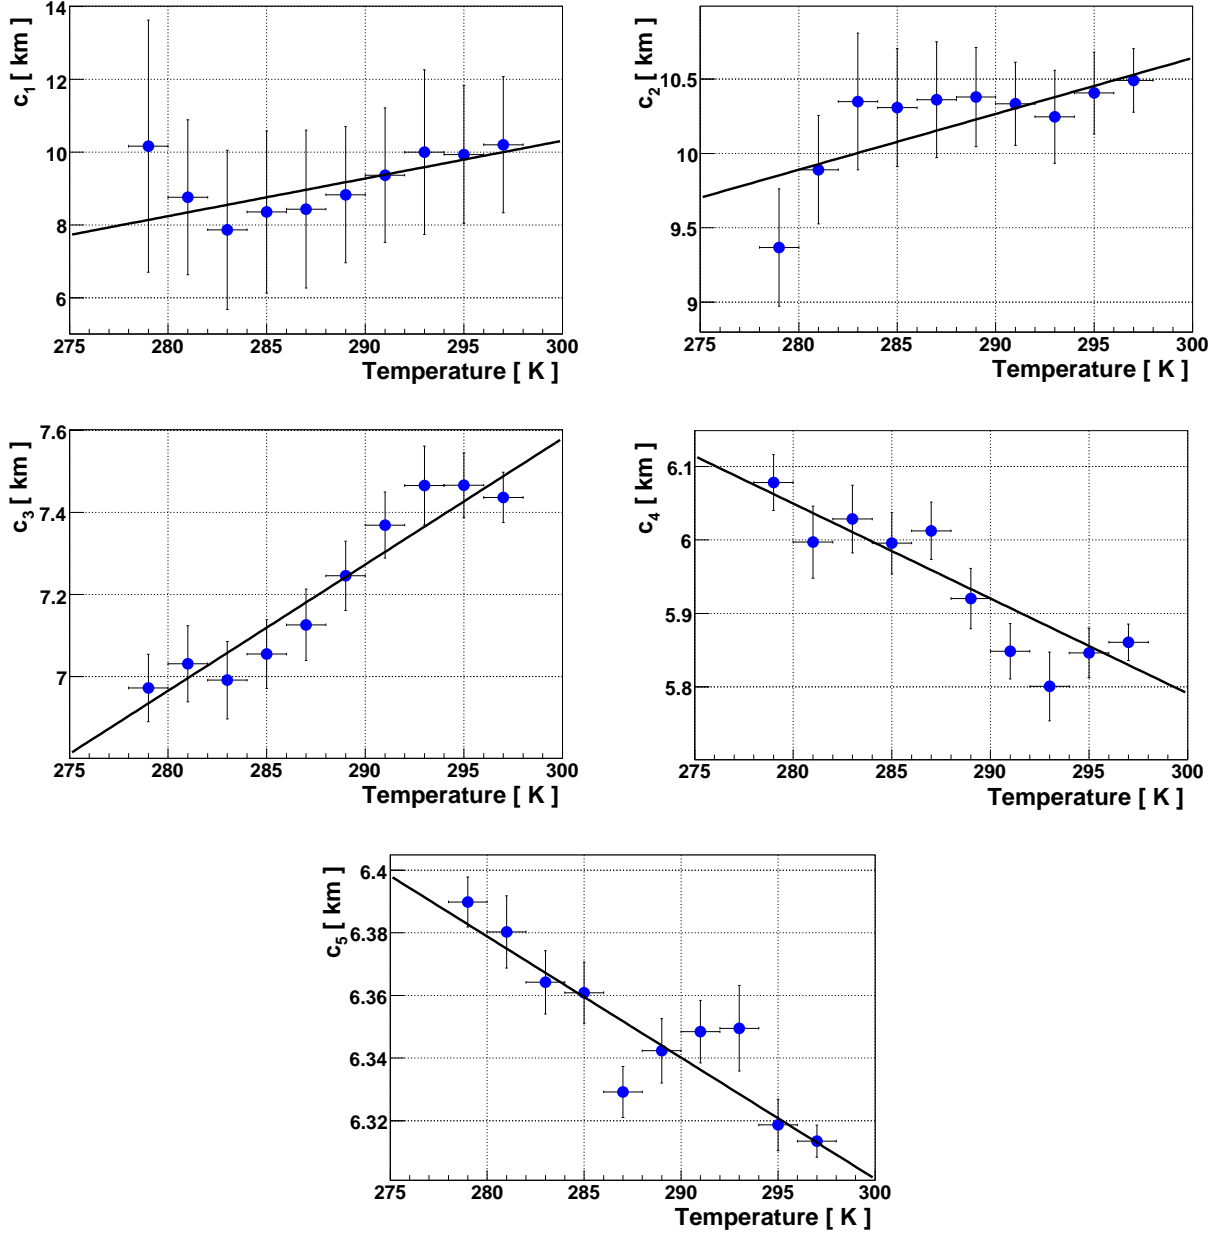 c1 [ km ]
14
12
10
8
6
275 280 285 290 295 300
Temperature [ K ]
c2 [ km ]
10.5
10
9.5
9
275 280 285 290 295 300
Temperature [ K ]
c3 [ km ]
7.6
7.4
7.2
7
275 280 285 290 295 300
Temperature [ K ]
c4 [ km ]
6.1
6
5.9
5.8
275 280 285 290 295 300
Temperature [ K ]
c5 [ km ]
6.4
6.38
6.36
6.34
6.32
275 280 285 290 295 300
Temperature [ K ]